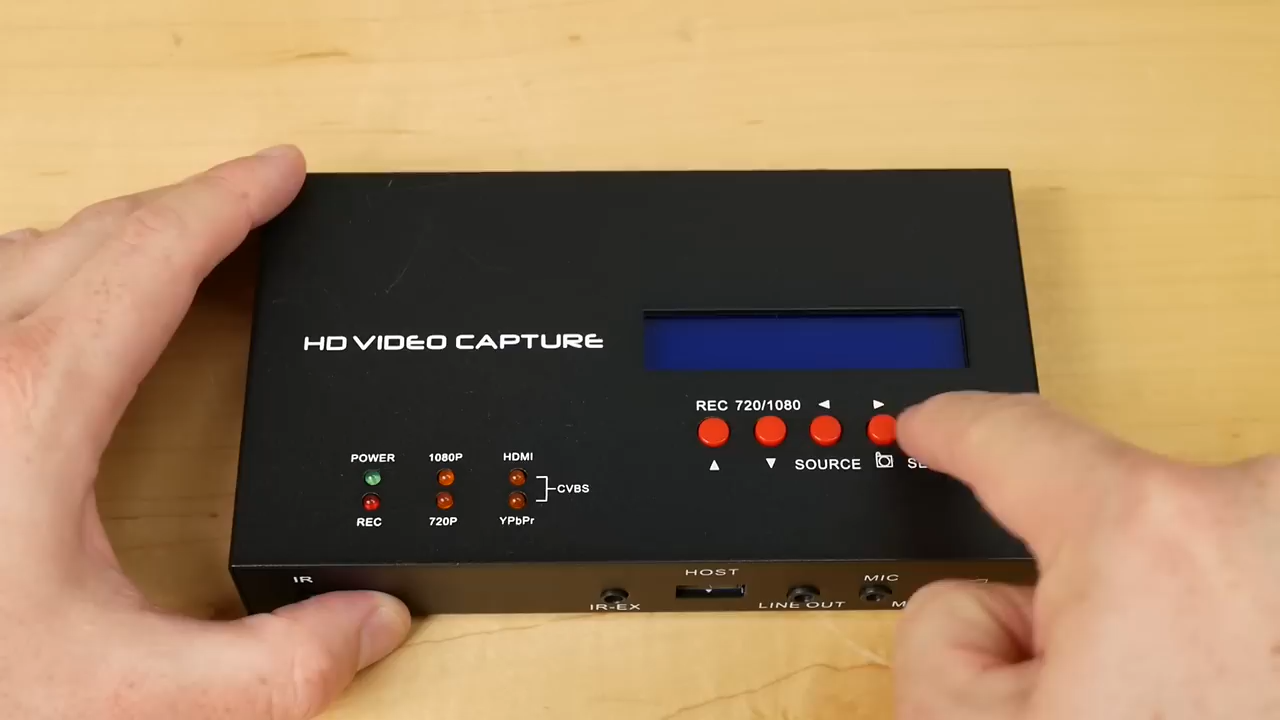 HD VIDEO CAPTURE
REC 720/1080 ◄ ►
▲ ▼ SOURCE
POWER 1080P HDMI
CVBS
REC 720P YPbPr
IR
HOST
MIC
IR-EX
LINE OUT